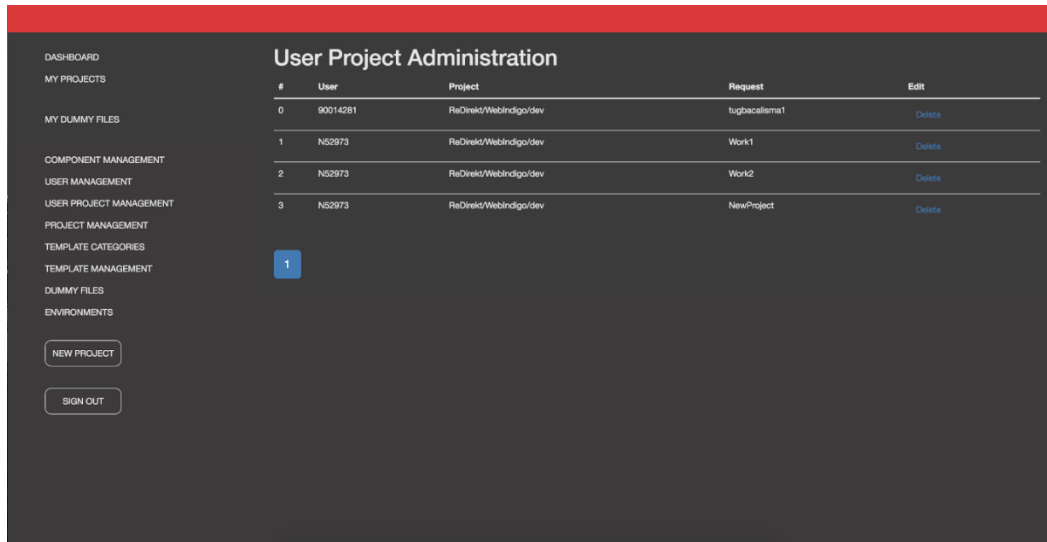 DASHBOARD
MY PROJECTS
MY DUMMY FILES
COMPONENT MANAGEMENT
USER MANAGEMENT
USER PROJECT MANAGEMENT
PROJECT MANAGEMENT
TEMPLATE CATEGORIES
TEMPLATE MANAGEMENT
DUMMY FILES
ENVIRONMENTS
NEW PROJECT
SIGN OUT
User Project Administration
# User Project Request Edit
0 90014281 ReDirekt/WebIndigo/dev tugbacalisma1 Delete
1 N52973 ReDirekt/WebIndigo/dev Work1 Delete
2 N52973 ReDirekt/WebIndigo/dev Work2 Delete
3 N52973 ReDirekt/WebIndigo/dev NewProject Delete
1